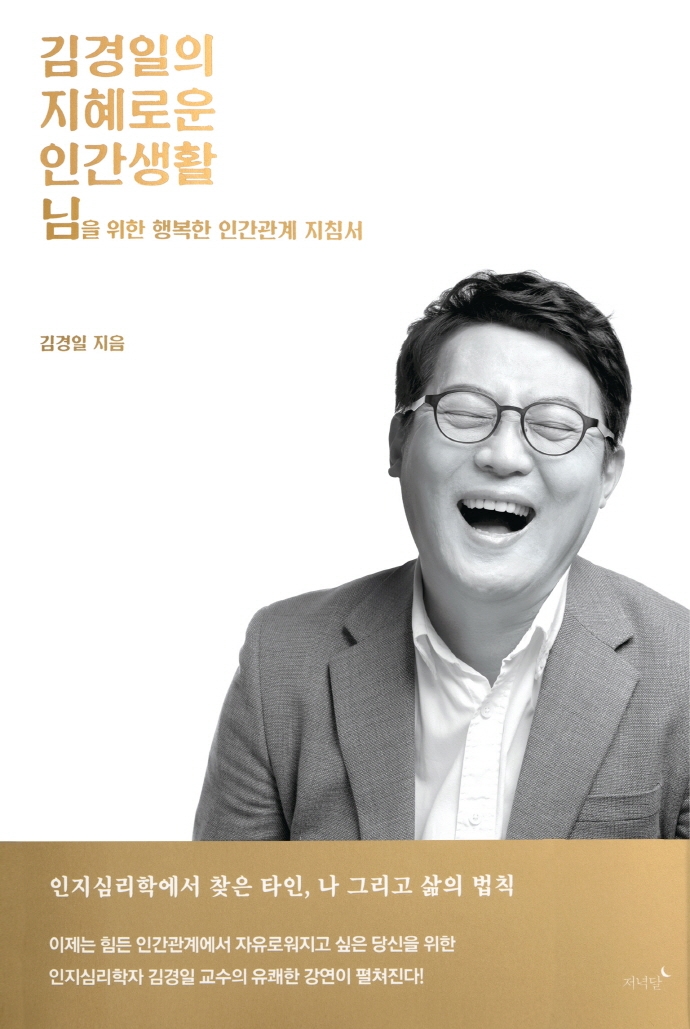 김경일의
지혜로운
인간생활
님을 위한 행복한 인간관계 지침서
김경일 지음
인지심리학에서 찾은 타인, 나 그리고 삶의 법칙
이제는 힘든 인간관계에서 자유로워지고 싶은 당신을 위한
인지심리학자 김경일 교수의 유쾌한 강연이 펼쳐진다!
저녁달